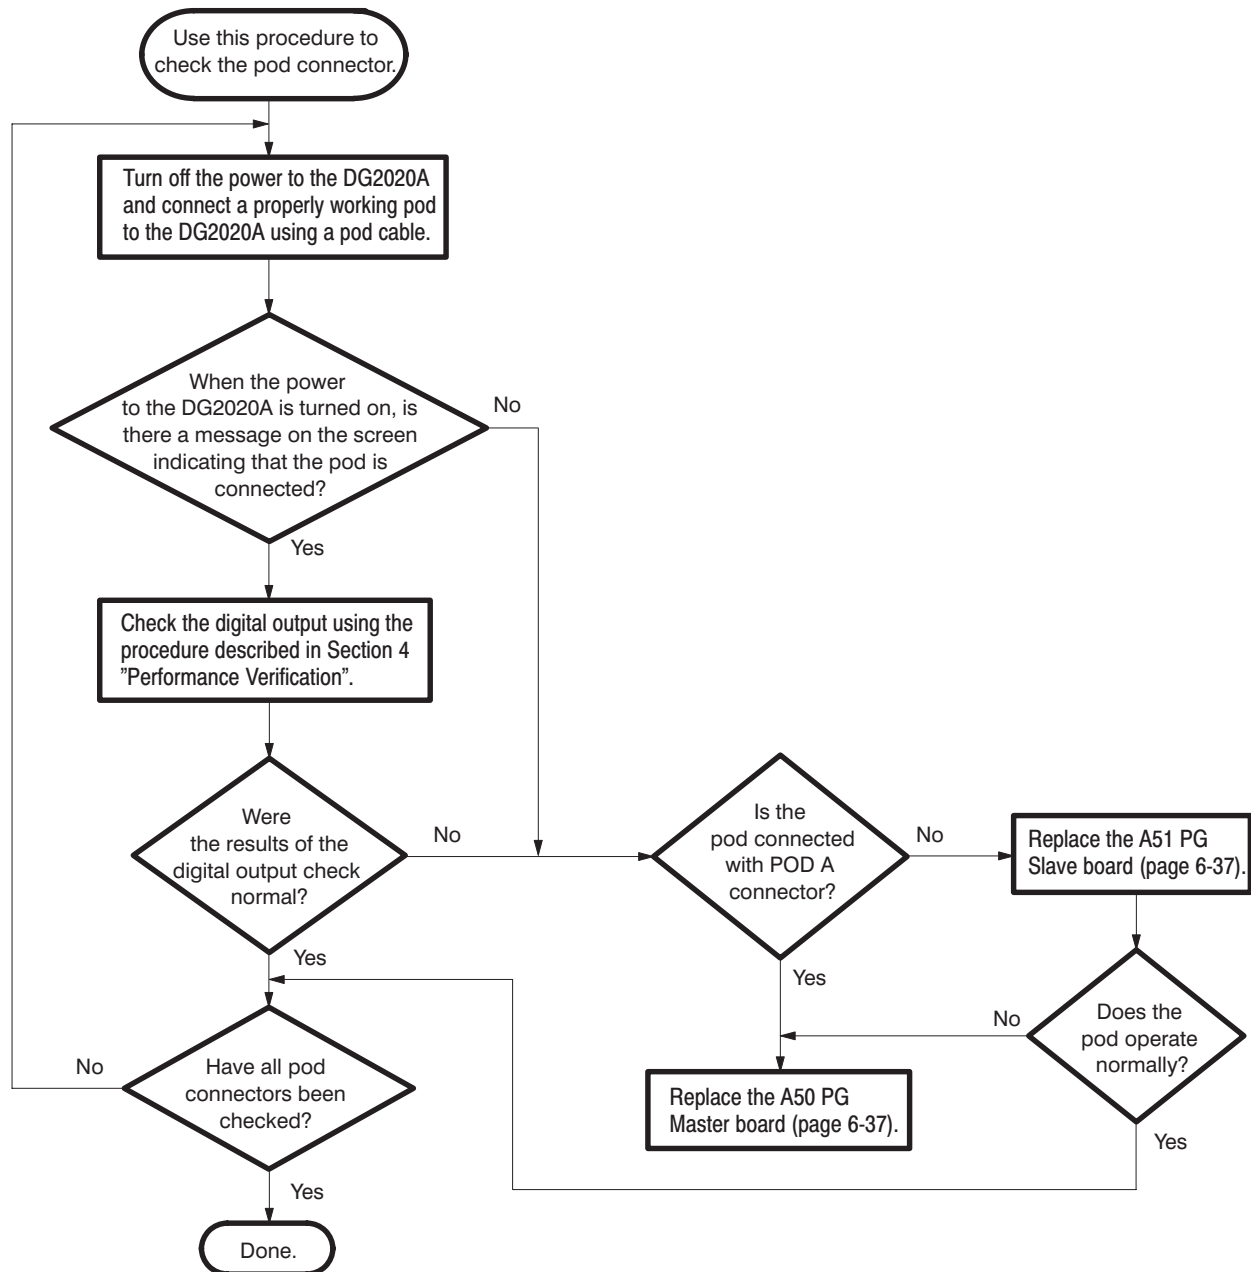 Use this procedure to
check the pod connector.
Turn off the power to the DG2020A
and connect a properly working pod
to the DG2020A using a pod cable.
When the power
to the DG2020A is turned on, is
there a message on the screen
indicating that the pod is
connected?
No
Yes
Check the digital output using the
procedure described in Section 4
”Performance Verification”.
Were
the results of the
digital output check
normal?
No
Yes
Is the
pod connected
with POD A
connector?
No
Yes
Replace the A51 PG
Slave board (page 6-37).
Does the
pod operate
normally?
No
Yes
Replace the A50 PG
Master board (page 6-37).
Have all pod
connectors been
checked?
No
Yes
Done.